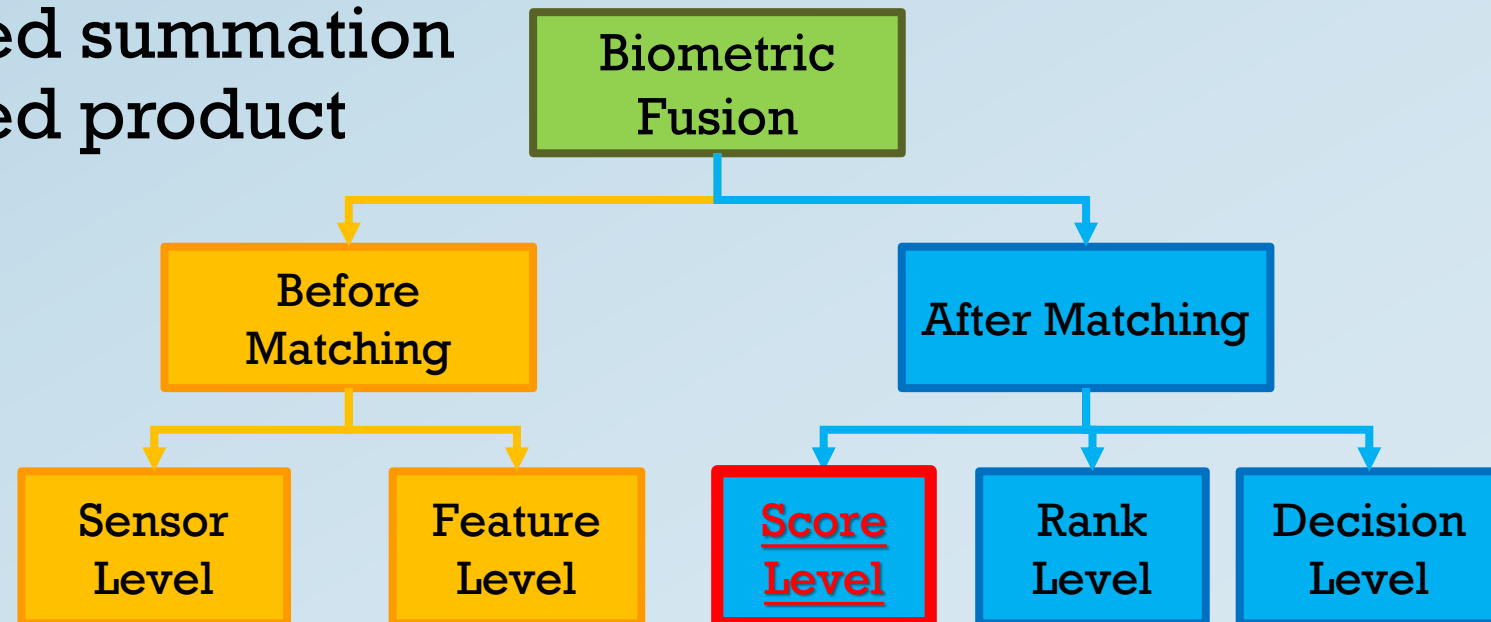 ed summation
ed product
Biometric
Fusion
Before
Matching
After Matching
Sensor
Level
Feature
Level
Score
Level
Rank
Level
Decision
Level